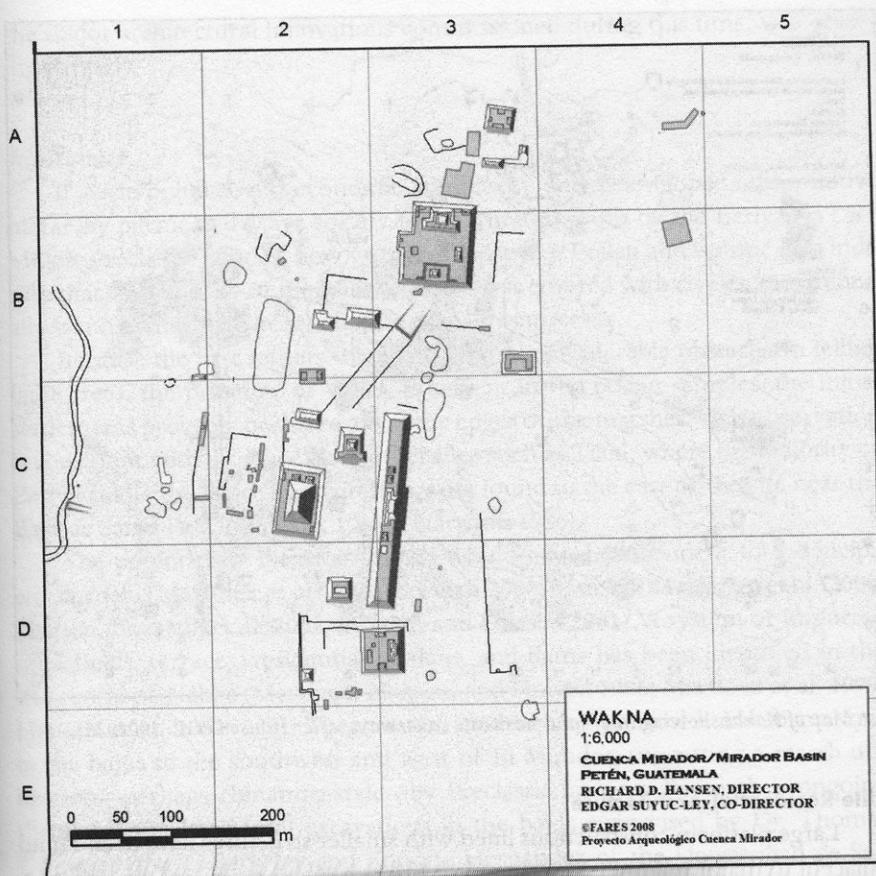 1 2 3 4 5
A
B
C
D
E
0 50 100 200
m
WAKNA
1:6,000
CUENCA MIRADOR/MIRADOR BASIN
PETÉN, GUATEMALA
RICHARD D. HANSEN, DIRECTOR
EDGAR SUYUC-LEY, CO-DIRECTOR
©FARES 2008
Proyecto Arqueológico Cuenca Mirador